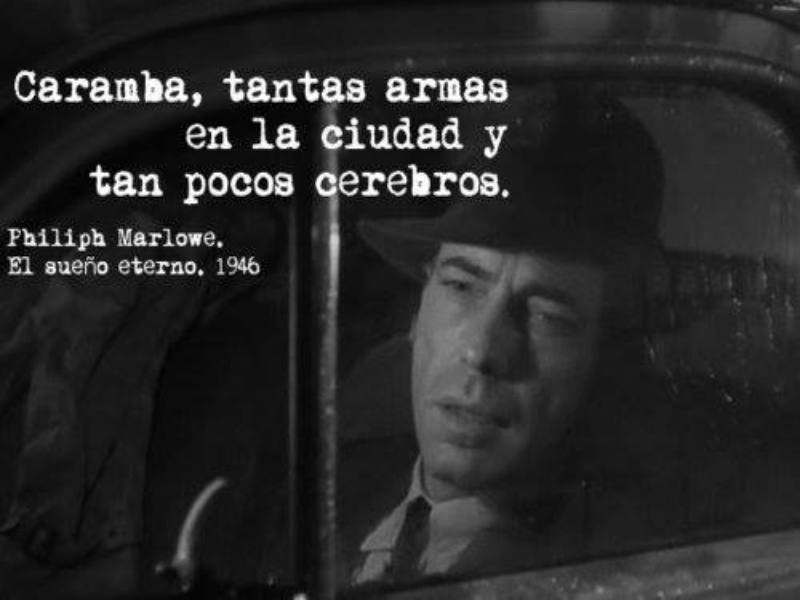 Caramba, tantas armas
en la ciudad y
tan pocos cerebros.
Philiph Marlowe.
El sueño eterno. 1946